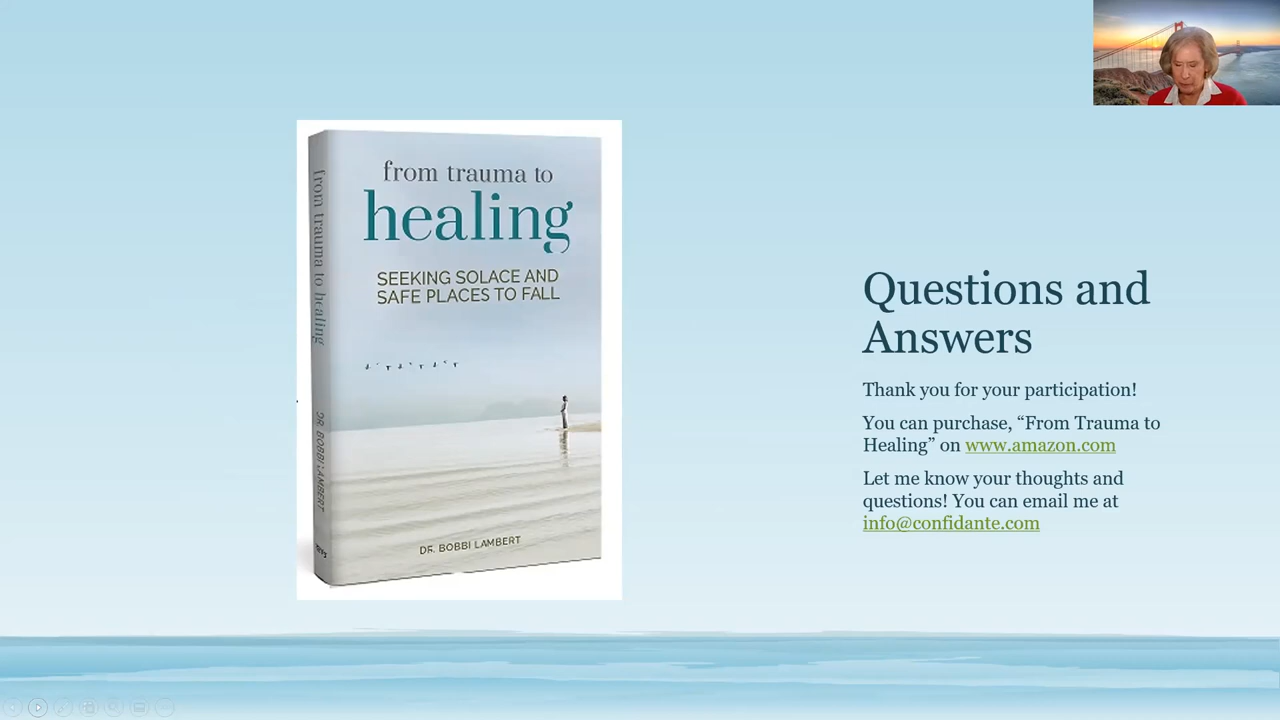 from trauma to
healing
SEEKING SOLACE AND
SAFE PLACES TO FALL
DR. BOBBI LAMBERT
from trauma to healing
DR. BOBBI LAMBERT
Questions and
Answers
Thank you for your participation!
You can purchase, “From Trauma to
Healing” on www.amazon.com
Let me know your thoughts and
questions! You can email me at
info@confidante.com